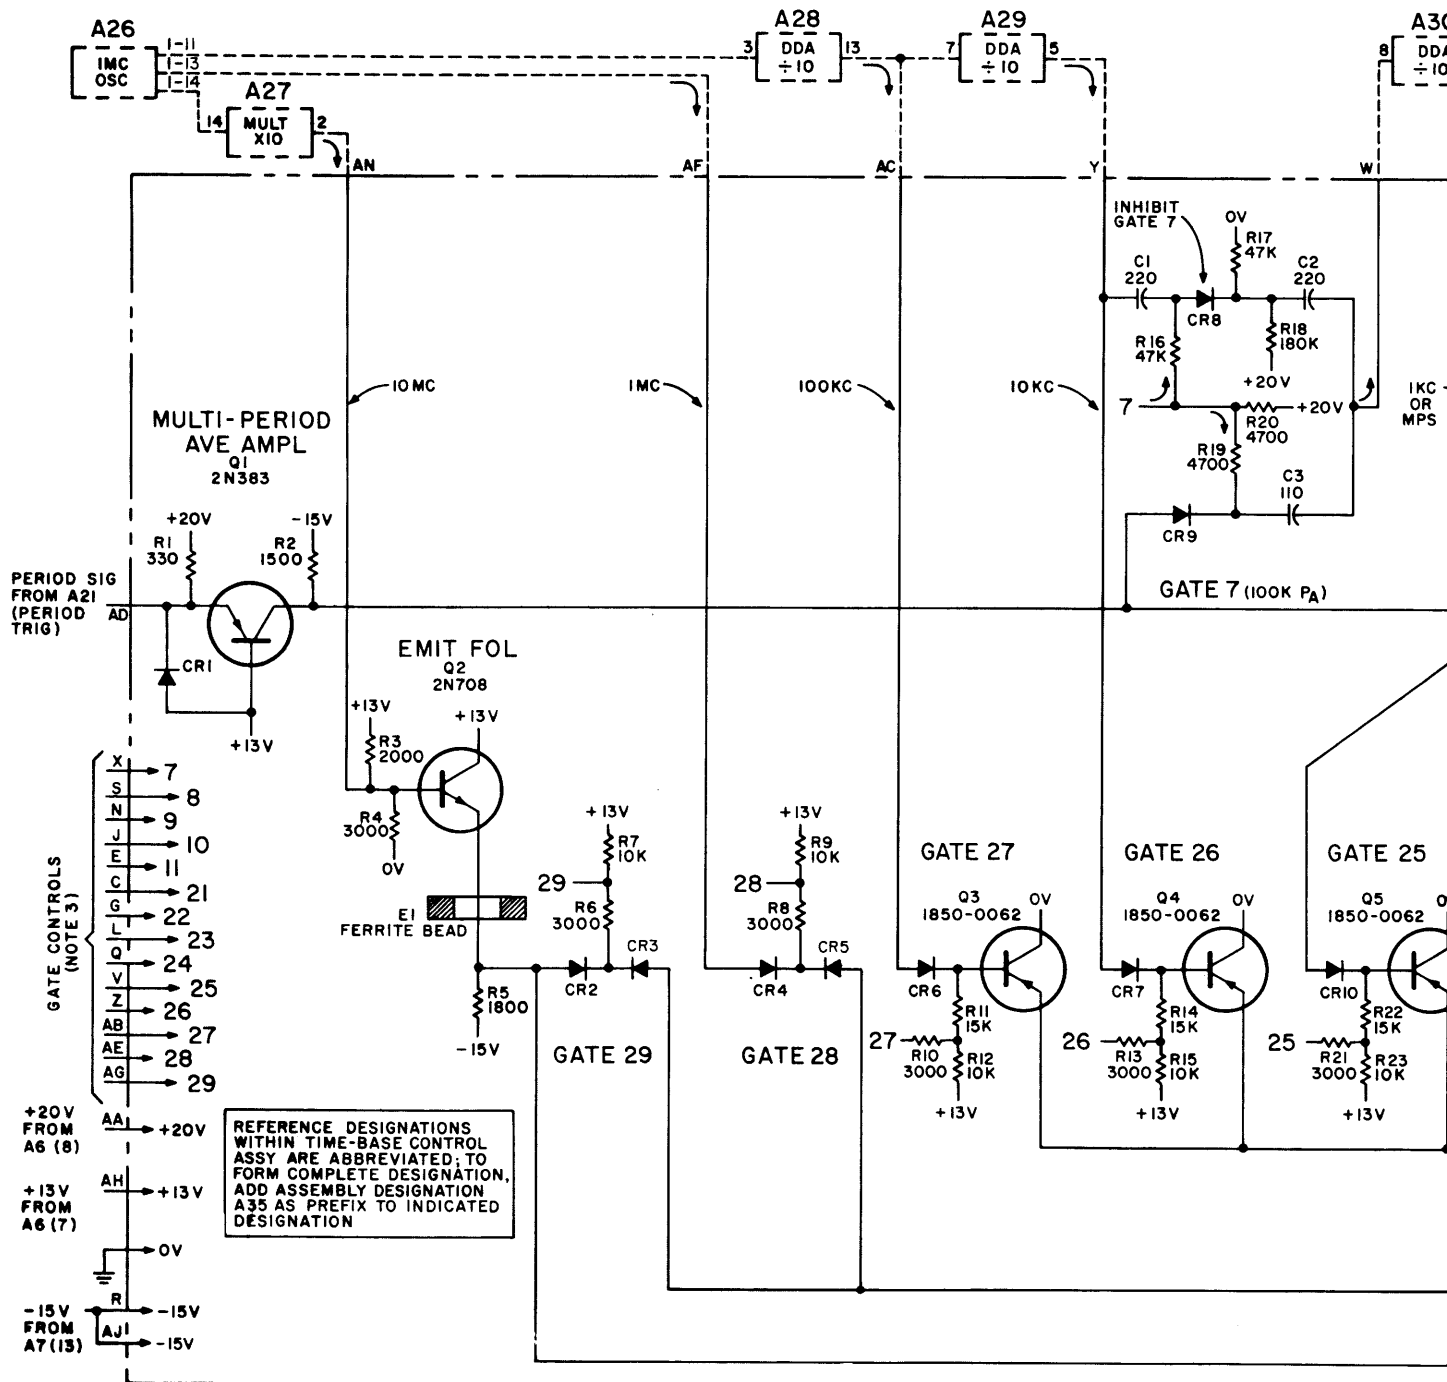 A26
1MC
OSC
1-11
1-13
1-14
A27
14
MULT
X10
2
A28
3
DDA
÷10
13
A29
7
DDA
÷10
5
A30
8
DDA
÷10
AN
AF
AC
Y
W
INHIBIT
GATE 7
0V
R17
47K
C1
220
C2
220
CR8
R16
47K
R18
180K
+20V
7
+20V
R20
4700
R19
4700
C3
110
CR9
GATE 7 (100K PA)
10MC
1MC
100KC
10KC
1KC
OR
MPS
MULTI-PERIOD
AVE AMPL
Q1
2N383
+20V
-15V
R1
330
R2
1500
PERIOD SIG
FROM A21
(PERIOD
TRIG)
AD
CR1
+13V
EMIT FOL
Q2
2N708
+13V
+13V
R3
2000
R4
3000
0V
E1
FERRITE BEAD
R5
1800
-15V
+13V
R7
10K
29
R6
3000
CR3
CR2
GATE 29
+13V
R9
10K
28
R8
3000
CR5
CR4
GATE 28
GATE 27
Q3
1850-0062
0V
CR6
R11
15K
27
R10
3000
R12
10K
+13V
GATE 26
Q4
1850-0062
0V
CR7
R14
15K
26
R13
3000
R15
10K
+13V
GATE 25
Q5
1850-0062
CR10
R22
15K
25
R21
3000
R23
10K
+13V
GATE CONTROLS
(NOTE 3)
X 7
S 8
N 9
J 10
E 11
C 21
G 22
L 23
Q 24
V 25
Z 26
AB 27
AE 28
AG 29
+20V
FROM
A6 (8)
AA
+20V
+13V
FROM
A6 (7)
AH
+13V
0V
-15V
FROM
A7 (13)
R
-15V
AJ
-15V
REFERENCE DESIGNATIONS
WITHIN TIME-BASE CONTROL
ASSY ARE ABBREVIATED; TO
FORM COMPLETE DESIGNATION,
ADD ASSEMBLY DESIGNATION
A35 AS PREFIX TO INDICATED
DESIGNATION